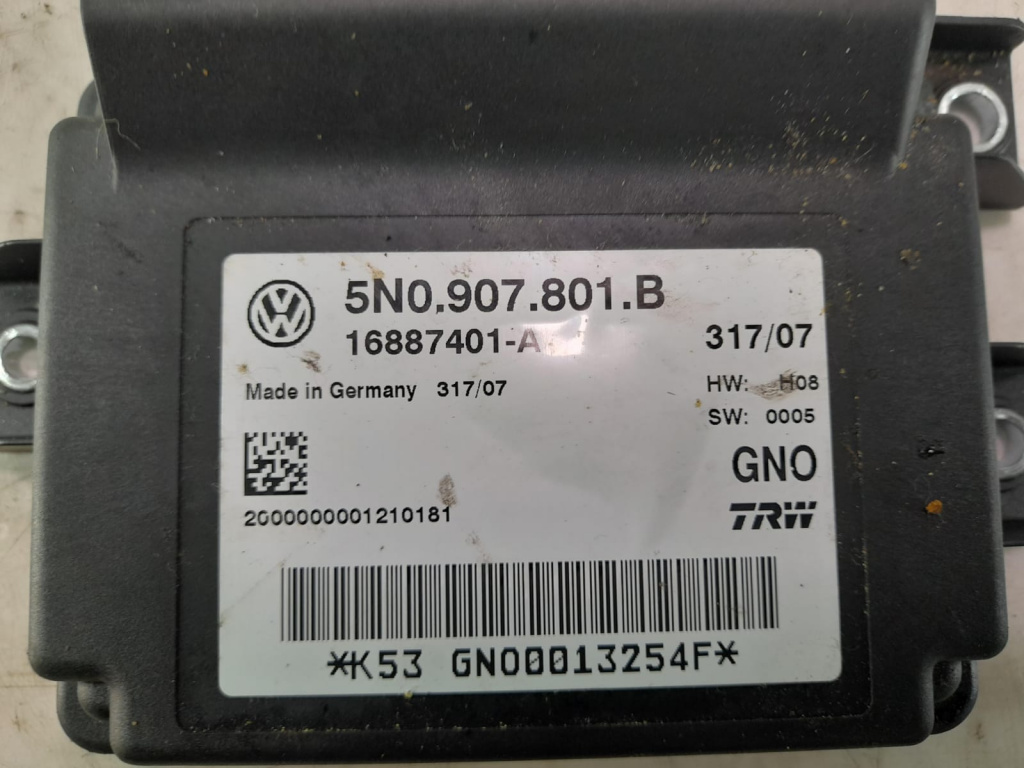 5N0.907.801.B
16887401-A
317/07
Made in Germany 317/07
HW: H08
SW: 0005
GNO
2000000001210181
TRW
*K53 GNO00013254F*